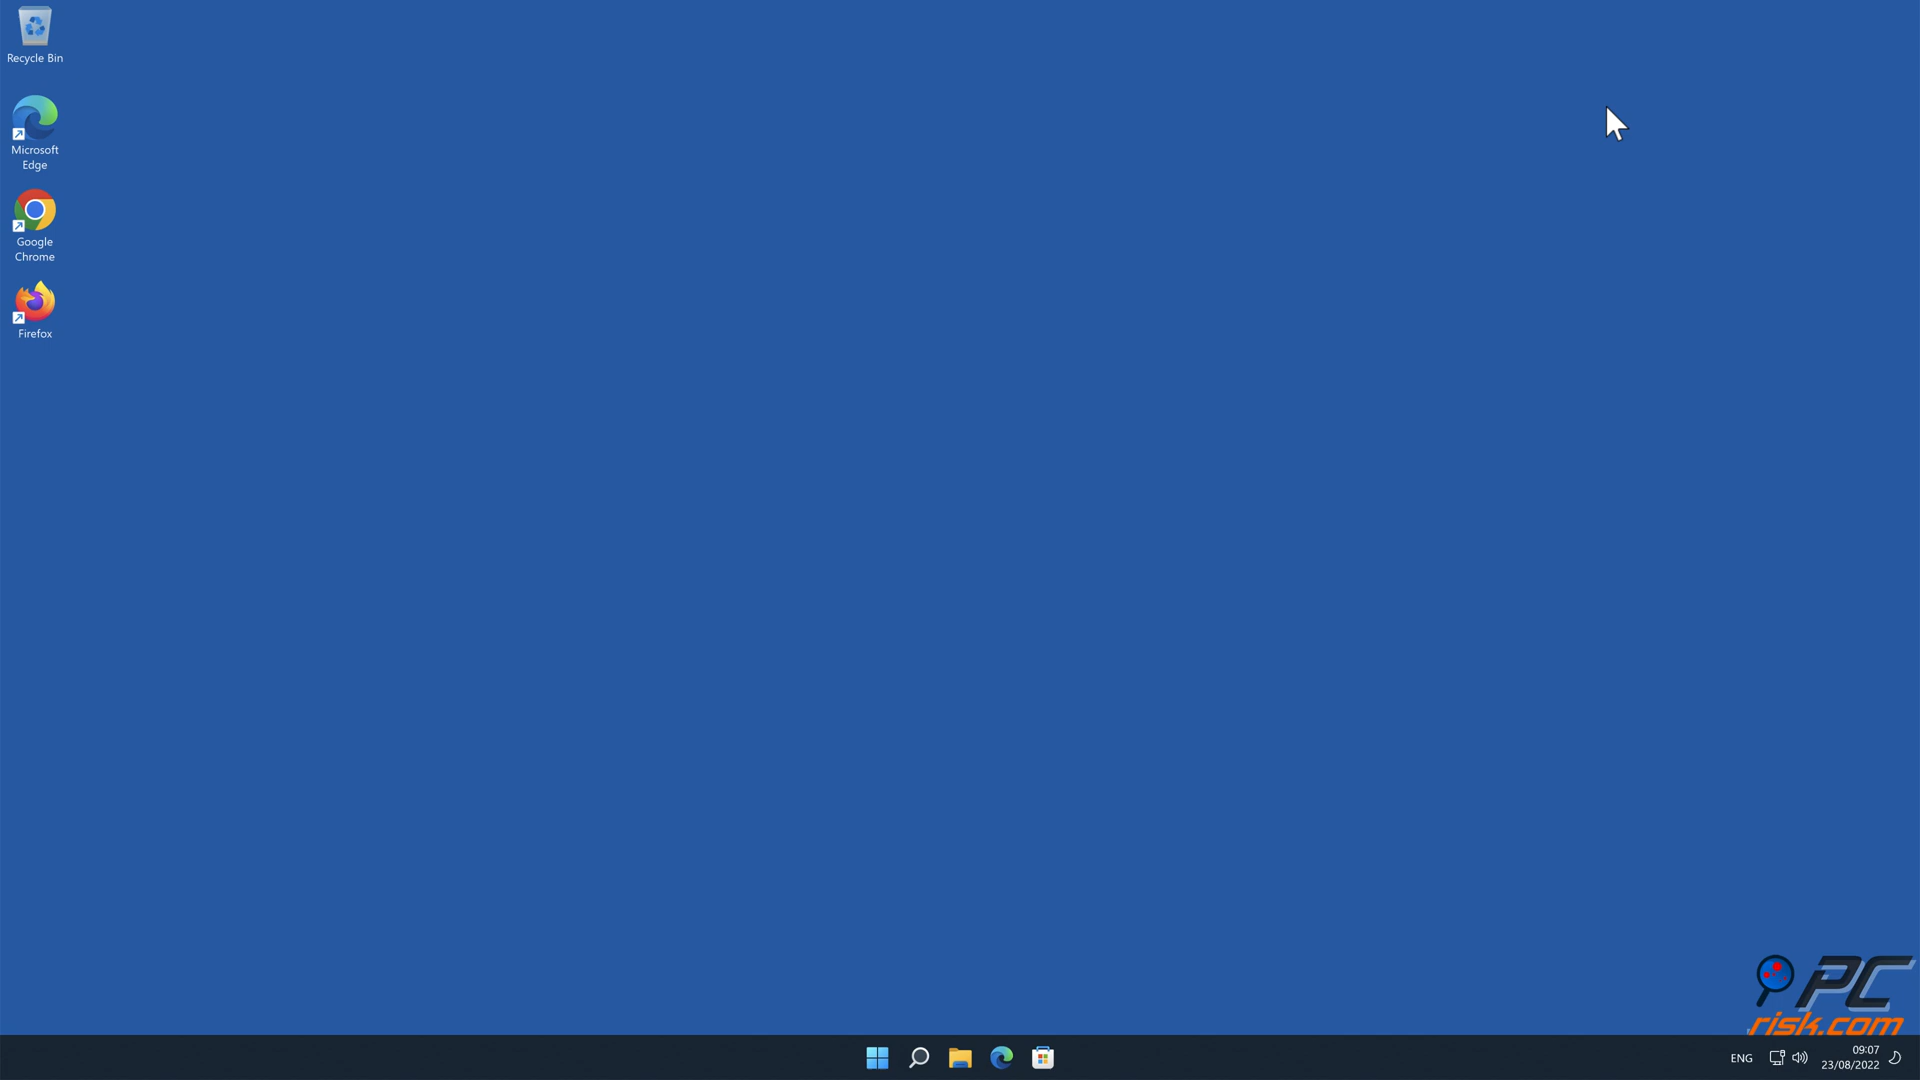 Recycle Bin
Microsoft
Edge
Google
Chrome
Firefox
PC
risk.com
ENG
09:07
23/08/2022